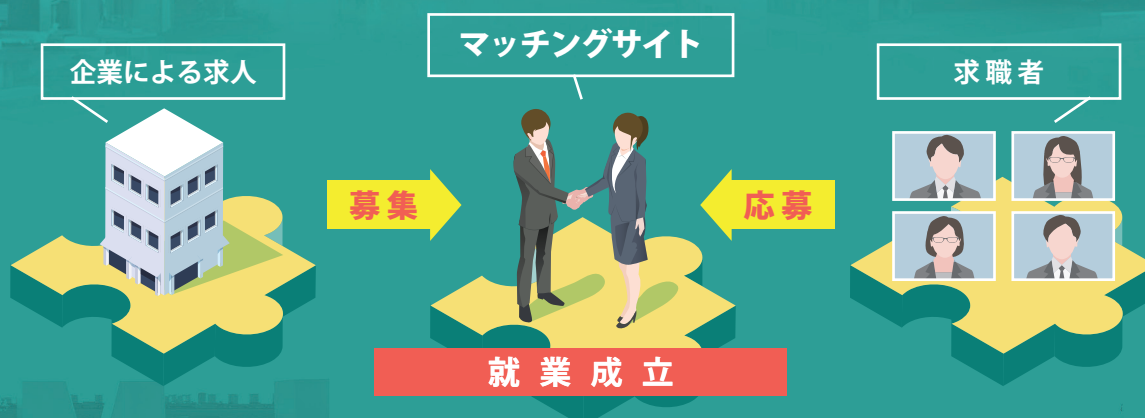 企業による求人
マッチングサイト
求職者
募集
応募
就業成立